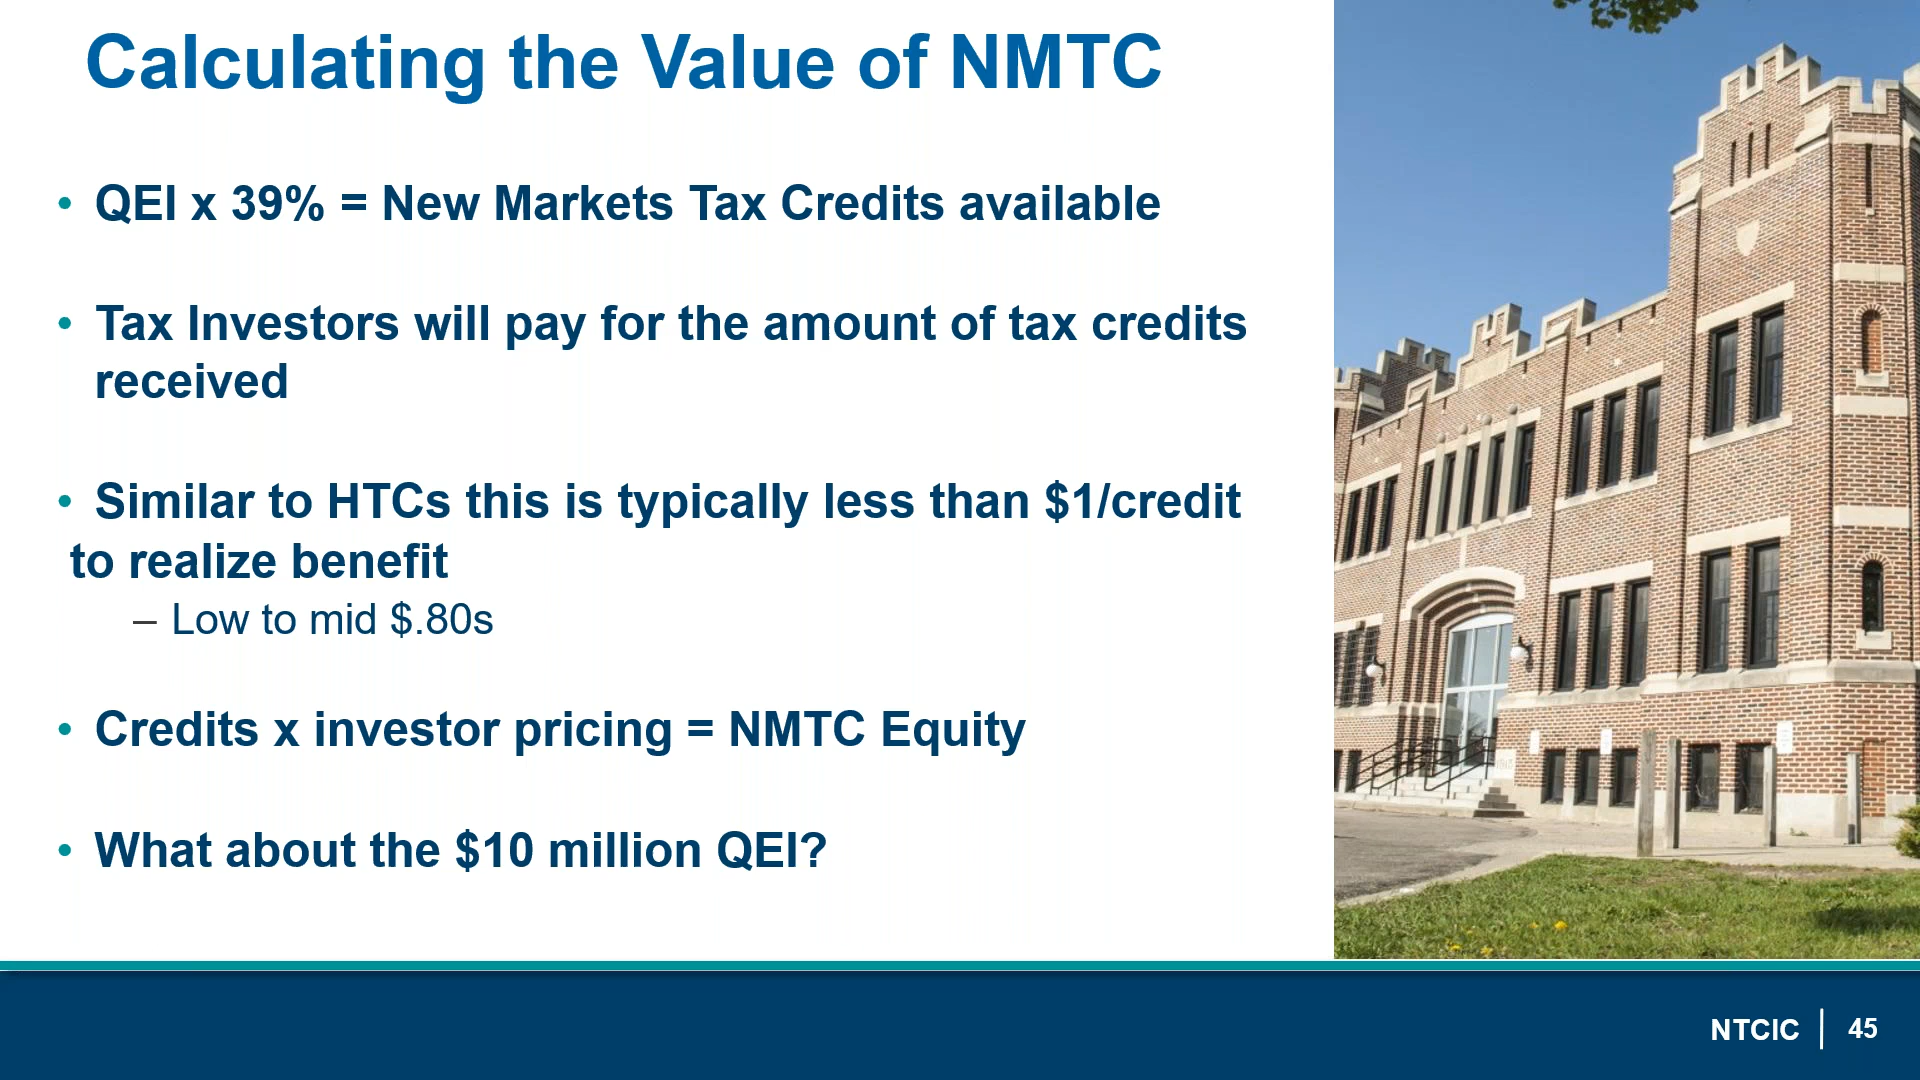 Calculating the Value of NMTC
• QEI x 39% = New Markets Tax Credits available
• Tax Investors will pay for the amount of tax credits
received
• Similar to HTCs this is typically less than $1/credit
to realize benefit
– Low to mid $.80s
• Credits x investor pricing = NMTC Equity
• What about the $10 million QEI?
NTCIC | 45